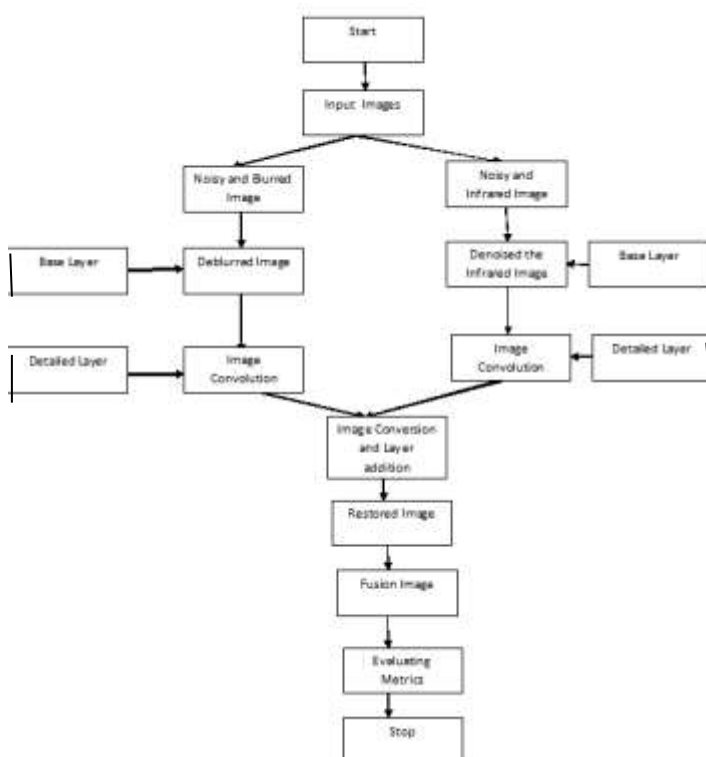 Start
Input Images
Noisy and Blurred
Image
Noisy and
Infrared Image
Base Layer
Deblurred Image
Denoised the
Infrared Image
Base Layer
Detailed Layer
Image
Convolution
Image
Convolution
Detailed Layer
Image Conversion
and Layer
addition
Restored Image
Fusion Image
Evaluating
Metrics
Stop